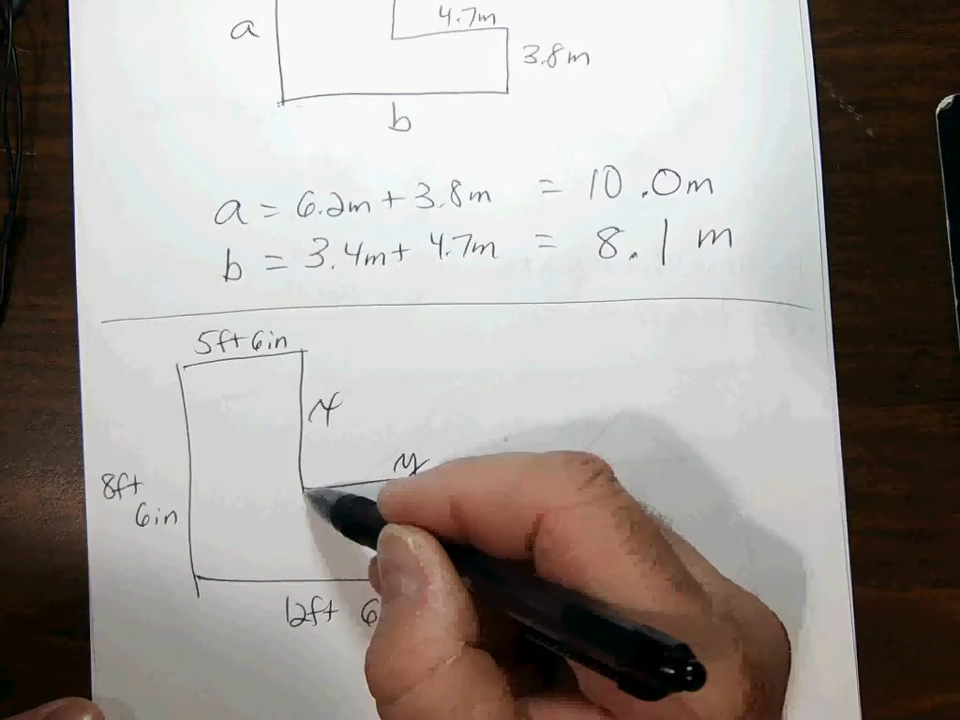 4.7m
a
3.8m
b
a = 6.2m + 3.8m = 10.0m
b = 3.4m + 4.7m = 8.1 m
5ft 6in
x
y
8ft
6in
12ft 6